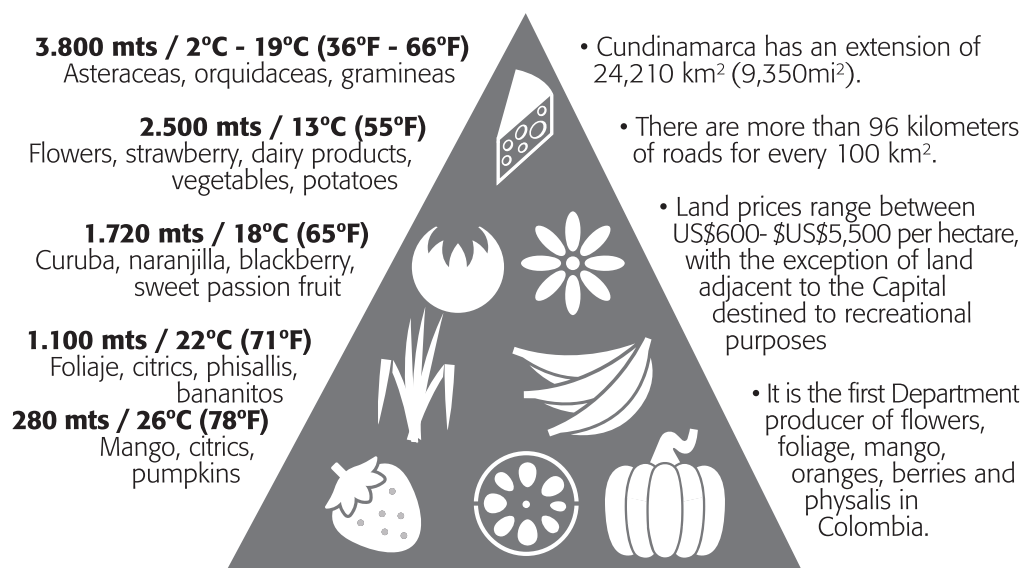 3.800 mts / 2ºC - 19ºC (36ºF - 66ºF)
Asteraceas, orquidaceas, gramineas
2.500 mts / 13ºC (55ºF)
Flowers, strawberry, dairy products,
vegetables, potatoes
1.720 mts / 18ºC (65ºF)
Curuba, naranjilla, blackberry,
sweet passion fruit
1.100 mts / 22ºC (71ºF)
Foliaje, citrics, phisallis,
bananitos
280 mts / 26ºC (78ºF)
Mango, citrics,
pumpkins
• Cundinamarca has an extension of
24,210 km² (9,350mi²).
• There are more than 96 kilometers
of roads for every 100 km².
• Land prices range between
US$600- $US$5,500 per hectare,
with the exception of land
adjacent to the Capital
destined to recreational
purposes
• It is the first Department
producer of flowers,
foliage, mango,
oranges, berries and
physalis in
Colombia.